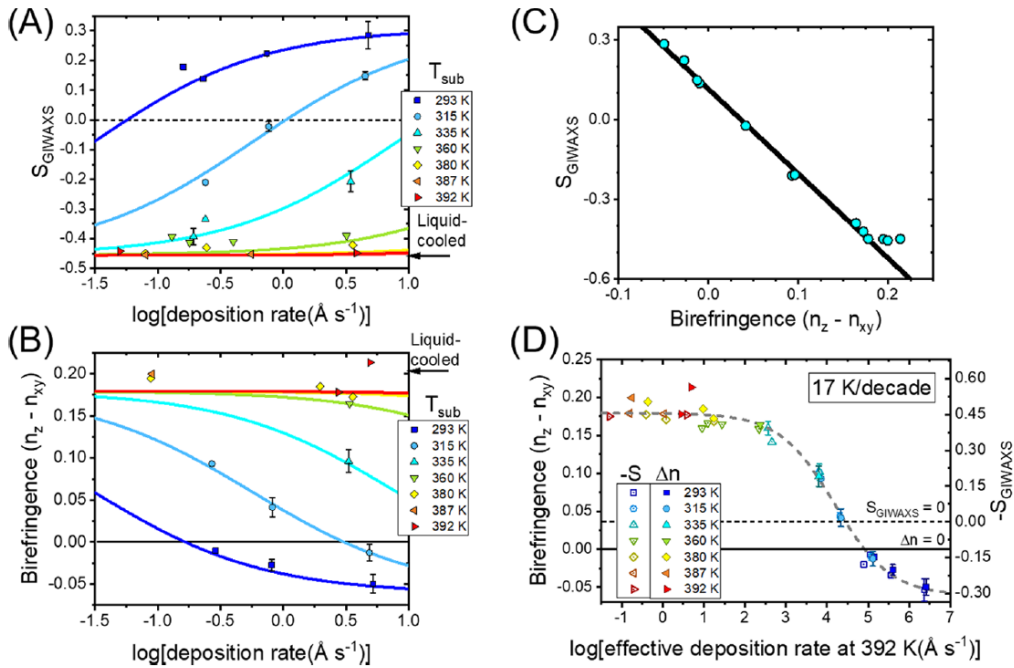 (A)
S_GIWAXS
0.3
0.2
0.1
0.0
-0.1
-0.2
-0.3
-0.4
-0.5
-1.5 -1.0 -0.5 0.0 0.5 1.0
log[deposition rate(Å s⁻¹)]
T_sub
293 K
315 K
335 K
360 K
380 K
387 K
392 K
Liquid-
cooled
(B)
Birefringence (n_z - n_xy)
0.20
0.15
0.10
0.05
0.00
-0.05
-1.5 -1.0 -0.5 0.0 0.5 1.0
log[deposition rate(Å s⁻¹)]
Liquid-
cooled
T_sub
293 K
315 K
335 K
360 K
380 K
387 K
392 K
(C)
S_GIWAXS
0.3
0.0
-0.3
-0.6
-0.1 0.0 0.1 0.2
Birefringence (n_z - n_xy)
(D)
Birefringence (n_z - n_xy)
0.25
0.20
0.15
0.10
0.05
0.00
-0.05
17 K/decade
-S Δn
293 K
315 K
335 K
360 K
380 K
387 K
392 K
S_GIWAXS = 0
Δn = 0
0.60
0.45
0.30
0.15
0.00
-0.15
-0.30
-S_GIWAXS
-1 0 1 2 3 4 5 6 7
log[effective deposition rate at 392 K(Å s⁻¹)]